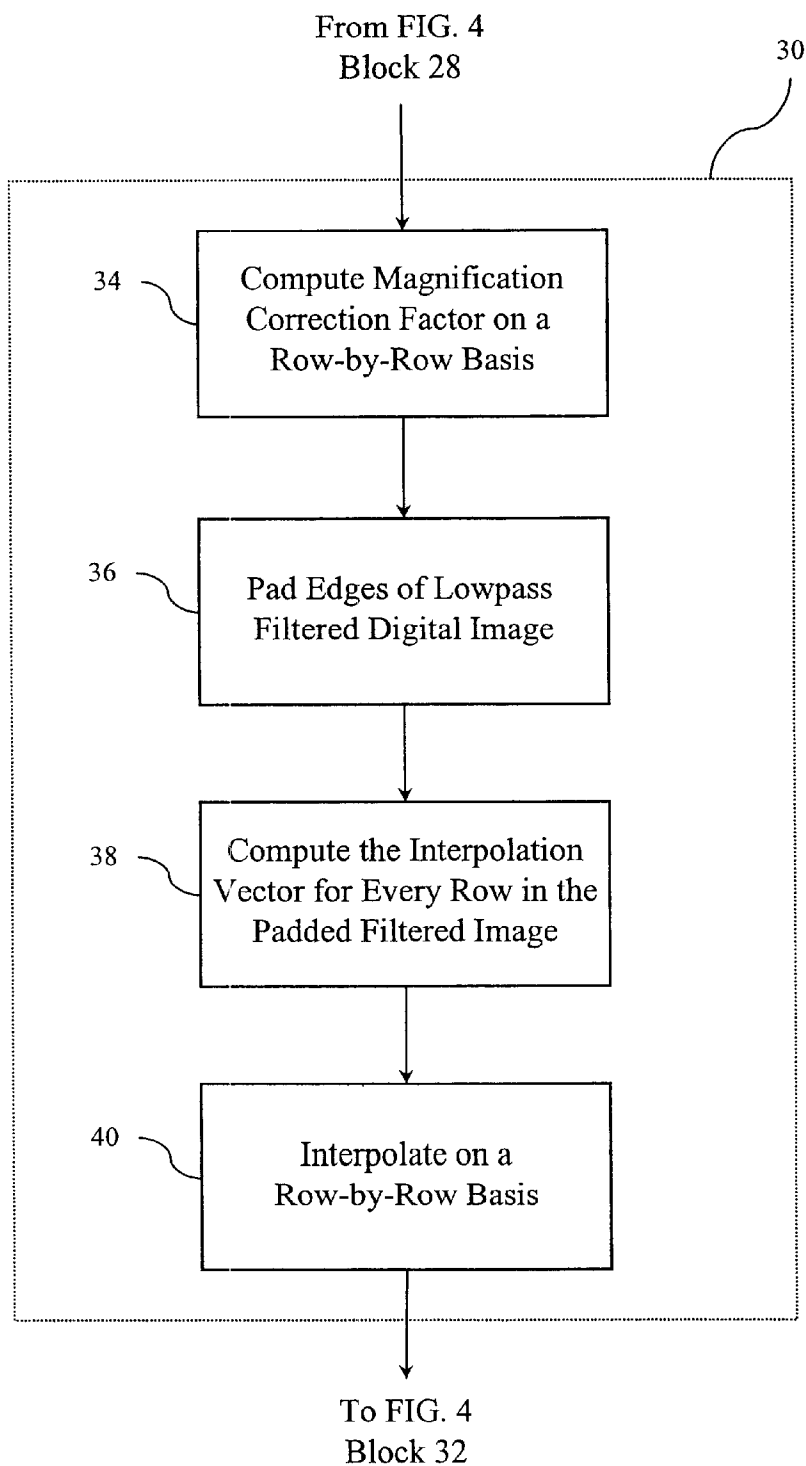 From FIG. 4
Block 28
30
34
Compute Magnification
Correction Factor on a
Row-by-Row Basis
36
Pad Edges of Lowpass
Filtered Digital Image
38
Compute the Interpolation
Vector for Every Row in the
Padded Filtered Image
40
Interpolate on a
Row-by-Row Basis
To FIG. 4
Block 32